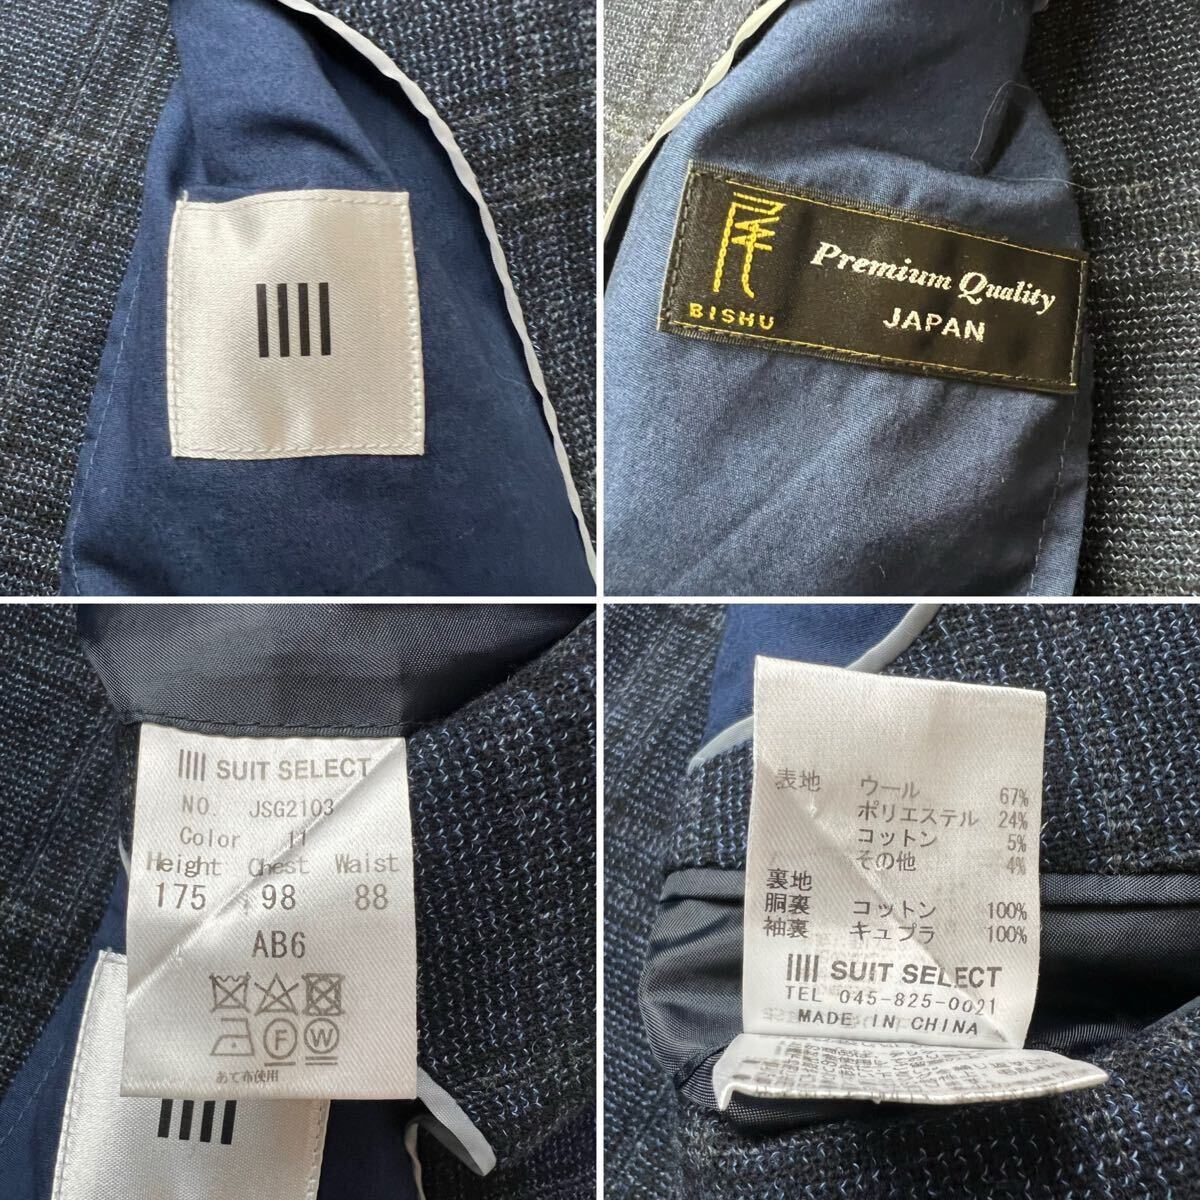 尾
BISHU
Premium Quality
JAPAN
SUIT SELECT
NO. JSG2103
Color 11
Height Chest Waist
175 98 88
AB6
F W
あて布使用
表地 ウール 67%
ポリエステル 24%
コットン 5%
その他 4%
裏地
胴裏 コットン 100%
袖裏 キュプラ 100%
SUIT SELECT
TEL 045-825-0021
MADE IN CHINA